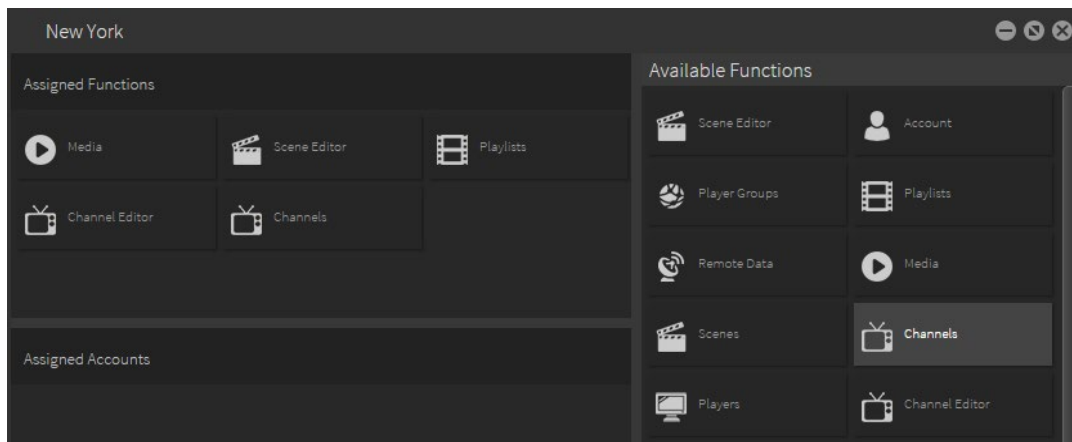 New York
Assigned Functions
Media
Scene Editor
Playlists
Channel Editor
Channels
Assigned Accounts
Available Functions
Scene Editor
Account
Player Groups
Playlists
Remote Data
Media
Scenes
Channels
Players
Channel Editor